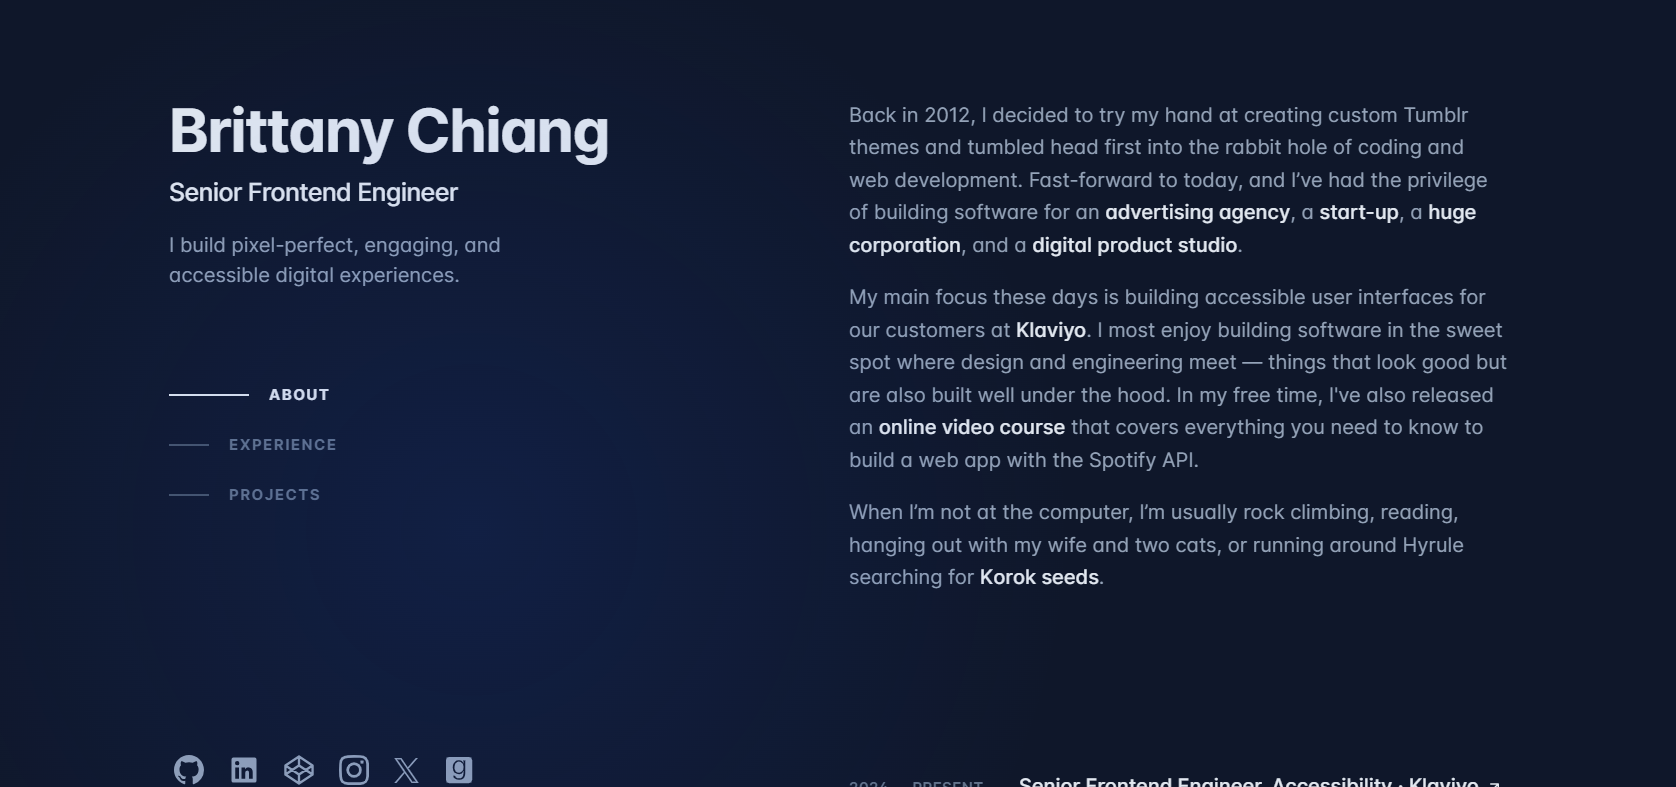 Brittany Chiang
Senior Frontend Engineer
I build pixel-perfect, engaging, and
accessible digital experiences.
ABOUT
EXPERIENCE
PROJECTS
Back in 2012, I decided to try my hand at creating custom Tumblr
themes and tumbled head first into the rabbit hole of coding and
web development. Fast-forward to today, and I’ve had the privilege
of building software for an advertising agency, a start-up, a huge
corporation, and a digital product studio.
My main focus these days is building accessible user interfaces for
our customers at Klaviyo. I most enjoy building software in the sweet
spot where design and engineering meet — things that look good but
are also built well under the hood. In my free time, I've also released
an online video course that covers everything you need to know to
build a web app with the Spotify API.
When I’m not at the computer, I’m usually rock climbing, reading,
hanging out with my wife and two cats, or running around Hyrule
searching for Korok seeds.
2024 — PRESENT
Senior Frontend Engineer, Accessibility · Klaviyo